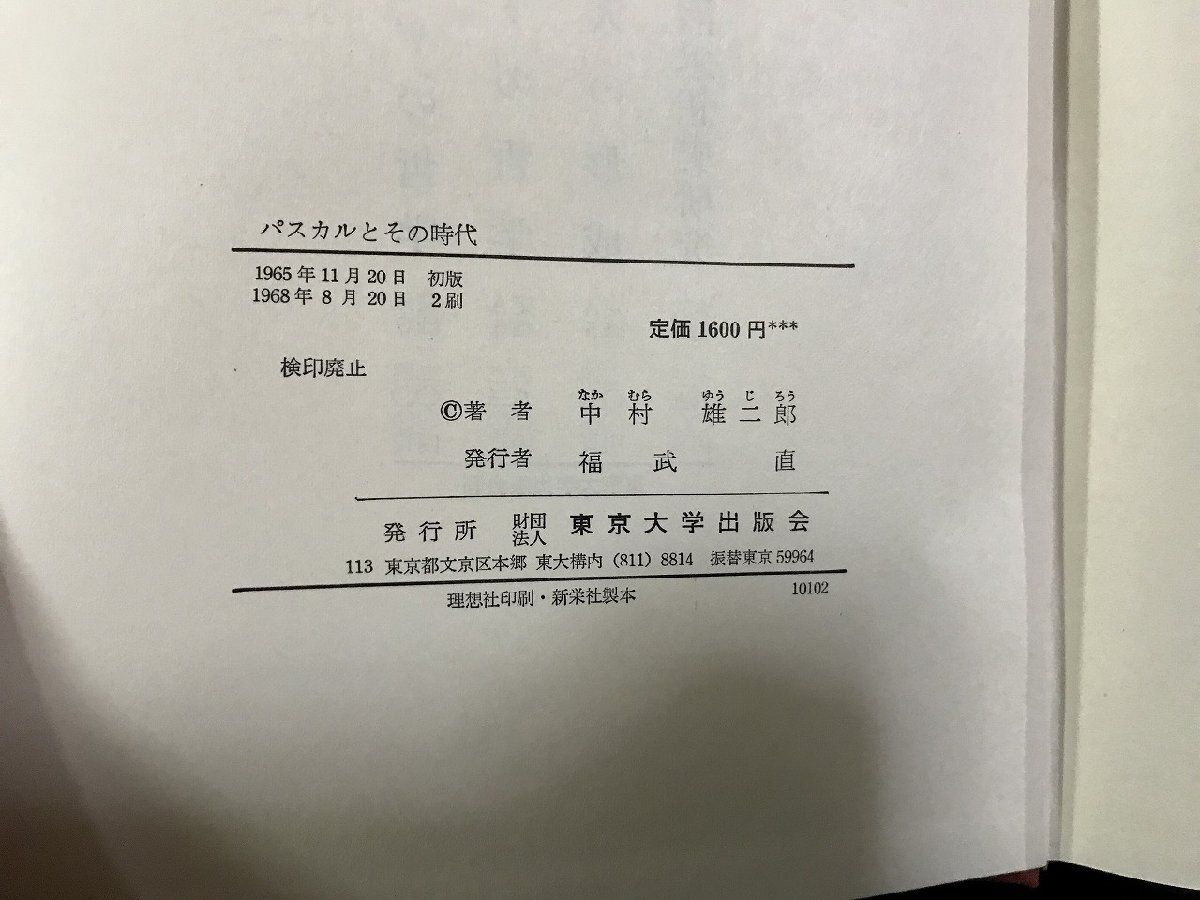 パスカルとその時代
1965年11月20日 初版
1968年8月20日 2刷
定価1600円***
検印廃止
なか むら ゆう じ ろう
©著者 中村 雄二郎
発行者 福武 直
発行所 財団法人 東京大学出版会
113 東京都文京区本郷 東大構内 (811) 8814 振替東京59964
理想社印刷・新栄社製本 10102